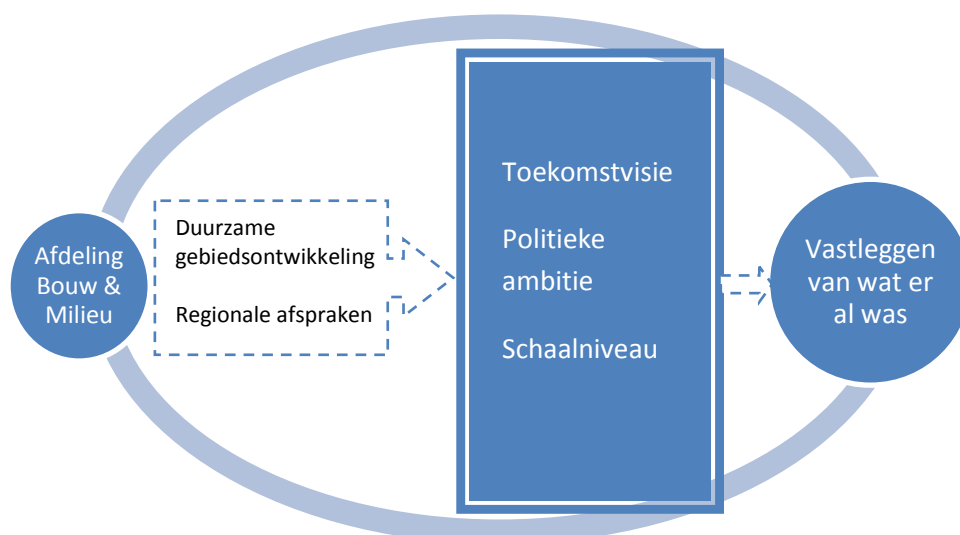 Afdeling
Bouw &
Milieu
Duurzame
gebiedsontwikkeling
Regionale afspraken
Toekomstvisie
Politieke
ambitie
Schaalniveau
Vastleggen
van wat er
al was